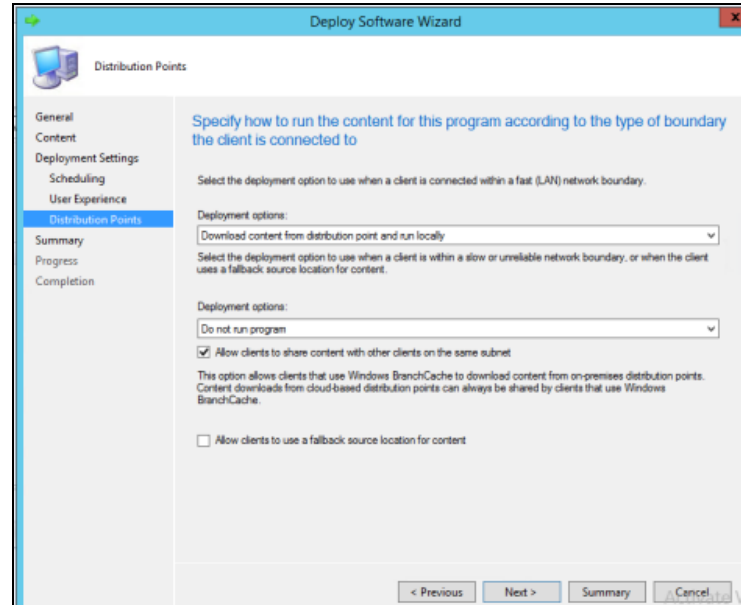 Deploy Software Wizard
x
Distribution Points
General
Content
Deployment Settings
Scheduling
User Experience
Distribution Points
Summary
Progress
Completion
Specify how to run the content for this program according to the type of boundary
the client is connected to
Select the deployment option to use when a client is connected within a fast (LAN) network boundary.
Deployment options:
Download content from distribution point and run locally
Select the deployment option to use when a client is within a slow or unreliable network boundary, or when the client
uses a fallback source location for content.
Deployment options:
Do not run program
Allow clients to share content with other clients on the same subnet
This option allows clients that use Windows BranchCache to download content from on-premises distribution points.
Content downloads from cloud-based distribution points can always be shared by clients that use Windows
BranchCache.
Allow clients to use a fallback source location for content
< Previous
Next >
Summary
Cancel